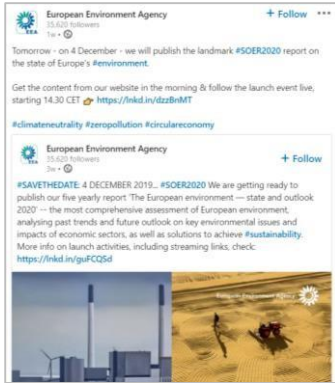 European Environment Agency
+ Follow
35,620 followers
1w
Tomorrow - on 4 December - we will publish the landmark #SOER2020 report on
the state of Europe's #environment.
Get the content from our website in the morning & follow the launch event live,
starting 14.30 CET 👉 https://lnkd.in/dzzBnMT
#climateneutrality #zeropollution #circulareconomy
European Environment Agency
+ Follow
35,620 followers
3w
#SAVETHEDATE: 4 DECEMBER 2019... #SOER2020 We are getting ready to
publish our five yearly report 'The European environment — state and outlook
2020' -- the most comprehensive assessment of European environment,
analysing past trends and future outlook on key environmental issues and
impacts of economic sectors, as well as solutions to achieve #sustainability.
More info on launch activities, including streaming links, check:
https://lnkd.in/guFCQSd
European Environment Agency